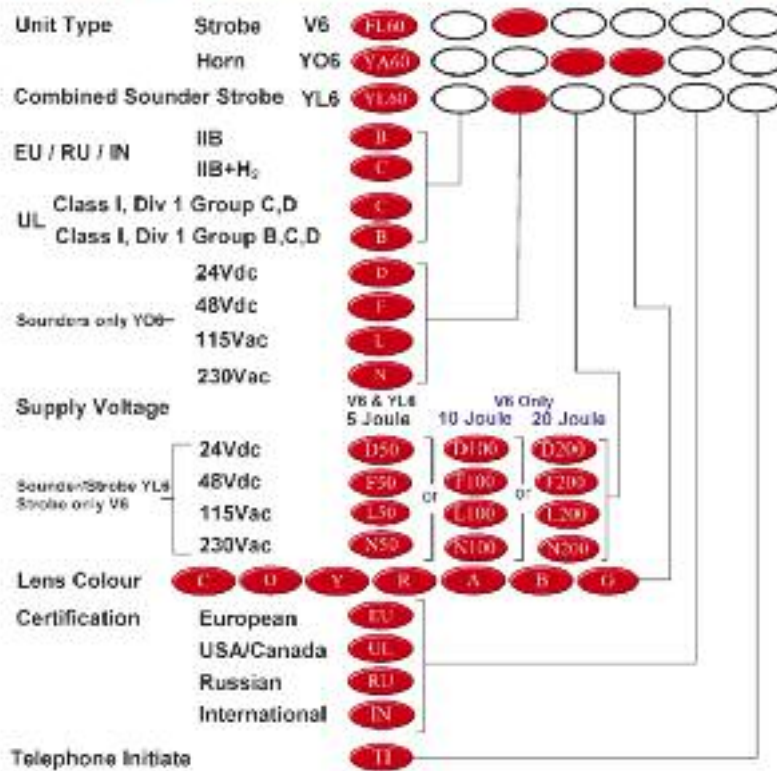 Unit Type Strobe V6 FL60
Horn YO6 YA60
Combined Sounder Strobe YL6 YL60
EU / RU / IN IIB B
IIB+H₂ C
UL Class I, Div 1 Group C,D C
Class I, Div 1 Group B,C,D B
24Vdc D
48Vdc F
Sounders only YO6
115Vac L
230Vac N
Supply Voltage
V6 & YL6 V6 Only
5 Joule 10 Joule 20 Joule
24Vdc D50 D100 D200
48Vdc F50 F100 F200
Sounder/Strobe YL6
Strobe only V6
or or
115Vac L50 L100 L200
230Vac N50 N100 N200
Lens Colour C O Y R A B G
Certification European EU
USA/Canada UL
Russian RU
International IN
Telephone Initiate TI